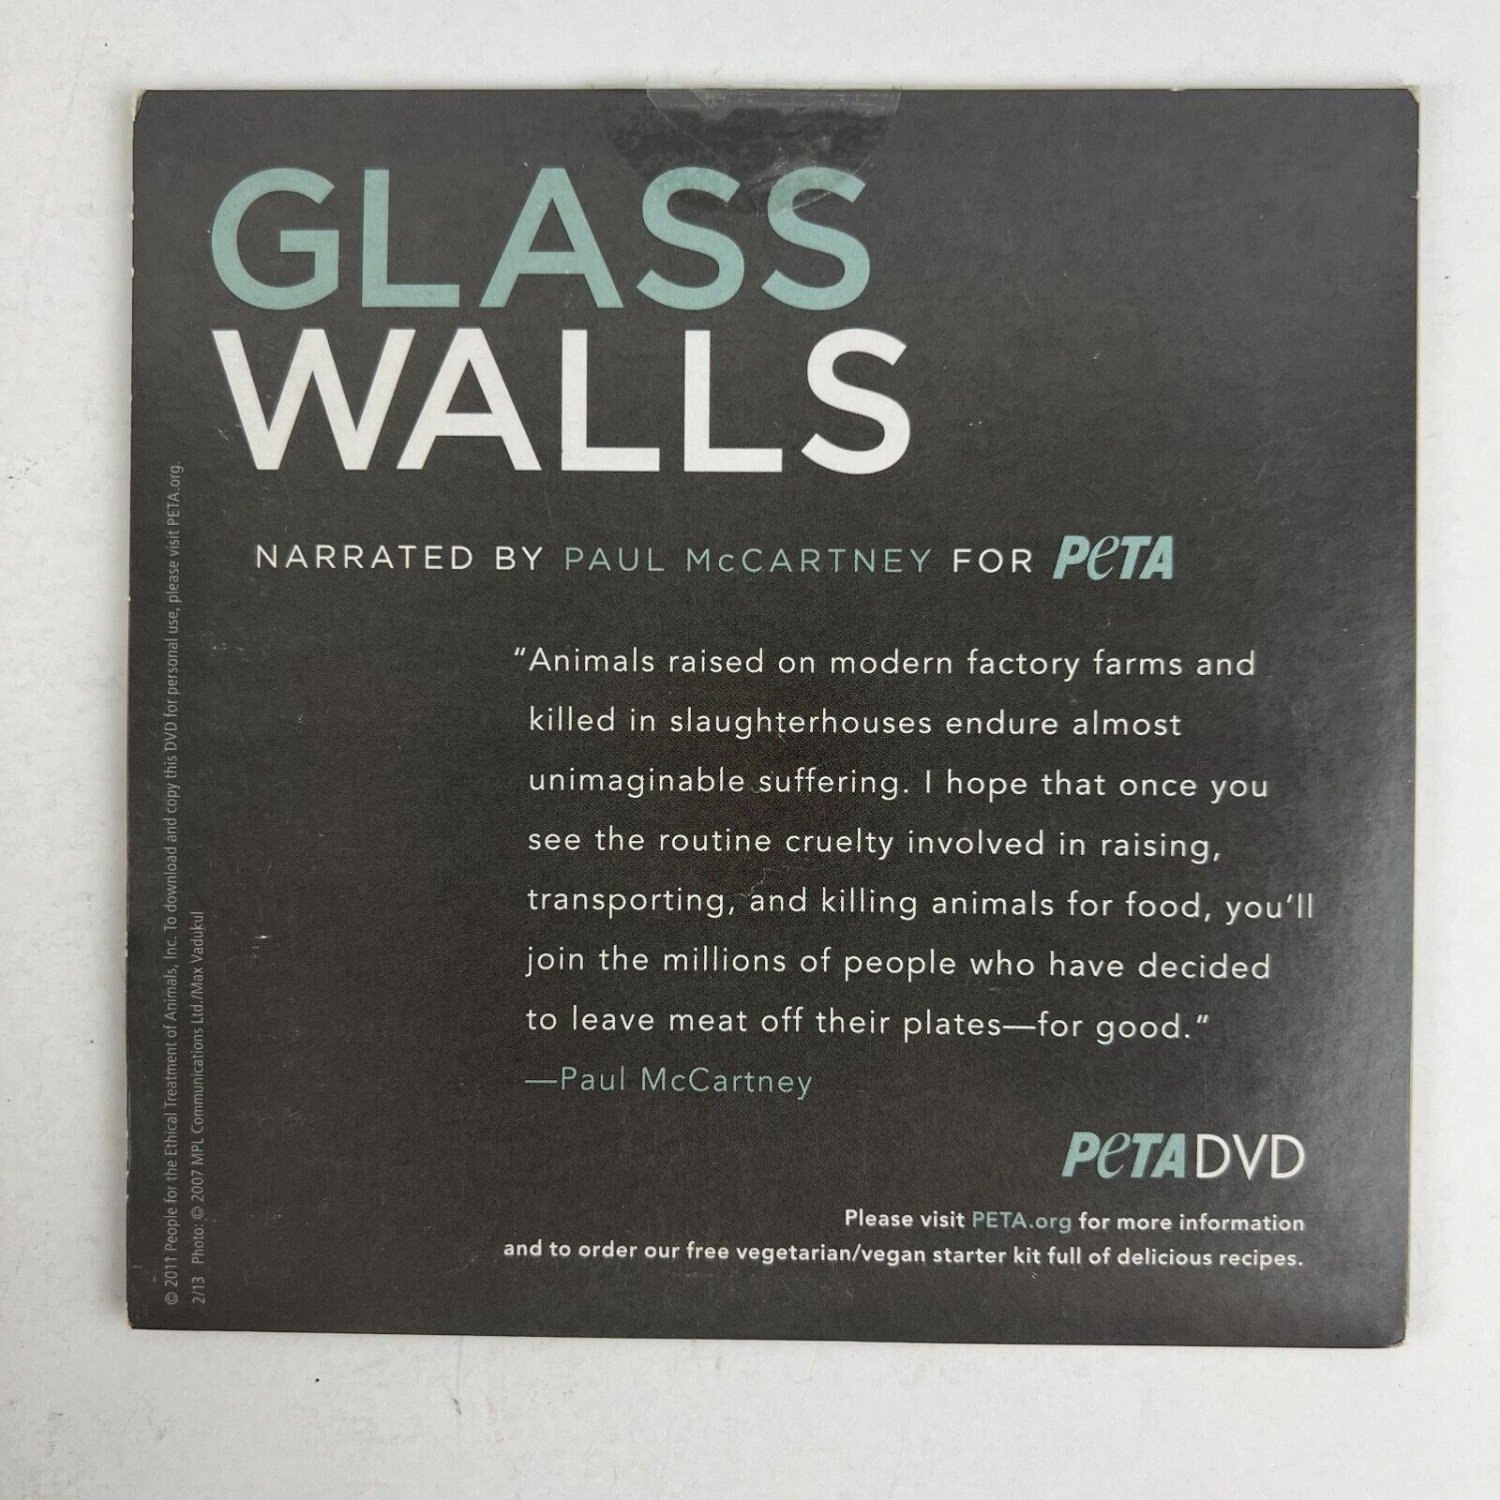 GLASS
WALLS
NARRATED BY PAUL McCARTNEY FOR PeTA
“Animals raised on modern factory farms and
killed in slaughterhouses endure almost
unimaginable suffering. I hope that once you
see the routine cruelty involved in raising,
transporting, and killing animals for food, you’ll
join the millions of people who have decided
to leave meat off their plates—for good.”
—Paul McCartney
PeTA DVD
Please visit PETA.org for more information
and to order our free vegetarian/vegan starter kit full of delicious recipes.
© 2011 People for the Ethical Treatment of Animals, Inc. To download and copy this DVD for personal use, please visit PETA.org.
2/13 Photo: © 2007 MPL Communications Ltd./Max Vadukul